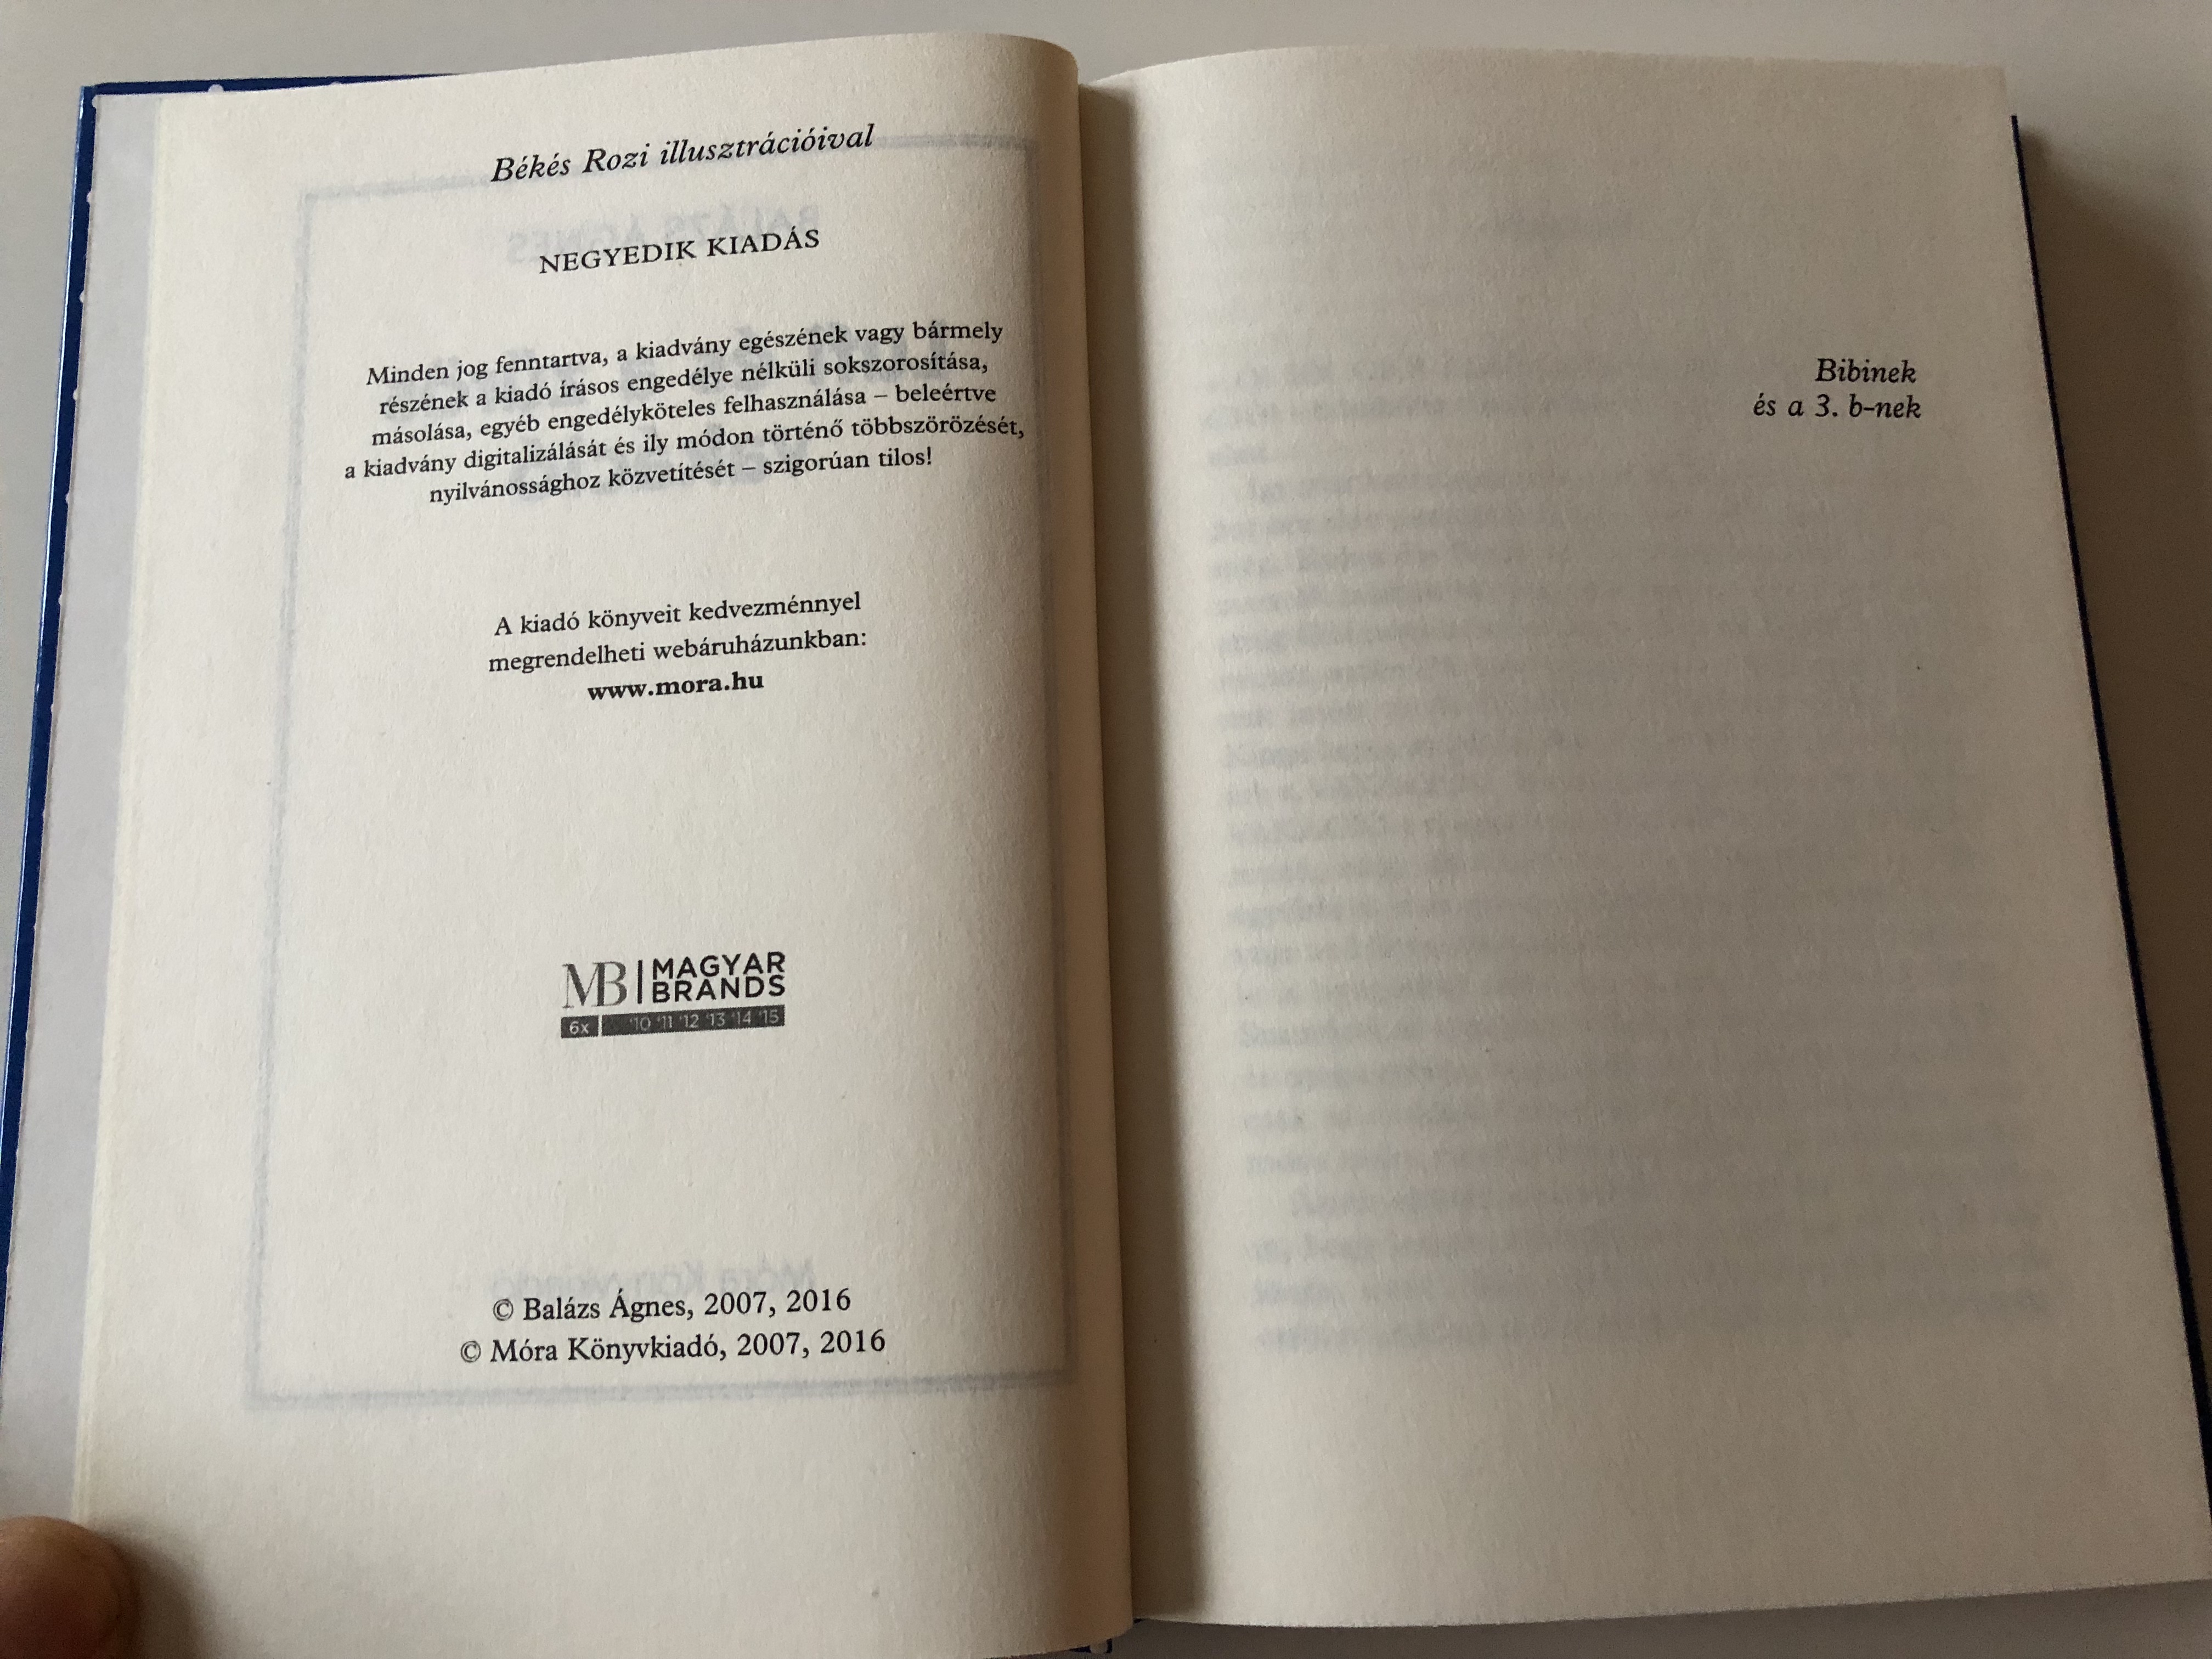 Békés Rozi illusztrációival
NEGYEDIK KIADÁS
Minden jog fenntartva, a kiadvány egészének vagy bármely
részének a kiadó írásos engedélye nélküli sokszorosítása,
másolása, egyéb engedélyköteles felhasználása – beleértve
a kiadvány digitalizálását és ily módon történő többszörözését,
nyilvánossághoz közvetítését – szigorúan tilos!
A kiadó könyveit kedvezménnyel
megrendelheti webáruházunkban:
www.mora.hu
MB MAGYAR
BRANDS
6x '10 '11 '12 '13 '14 '15
© Balázs Ágnes, 2007, 2016
© Móra Könyvkiadó, 2007, 2016
Bibinek
és a 3. b-nek